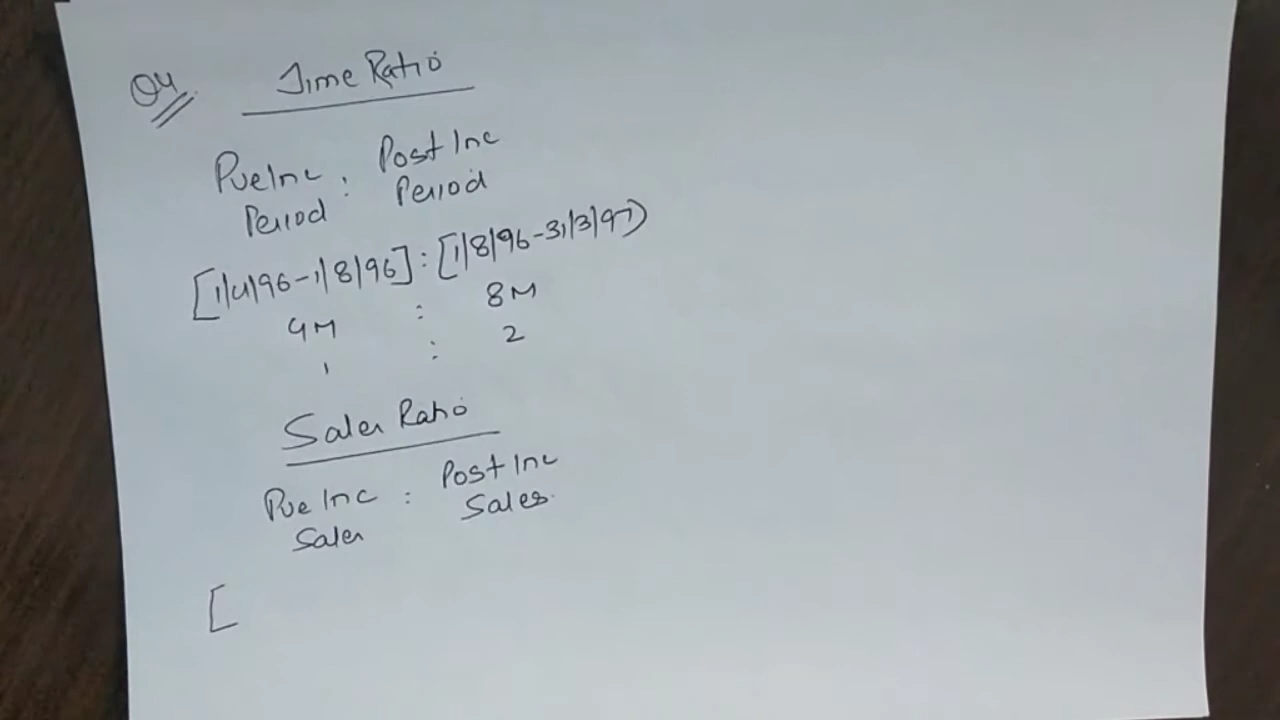 Q4. Time Ratio
Pre Inc : Post Inc
Period Period
[1/4/96-1/8/96] : [1/8/96-31/3/97)
4M : 8M
1 : 2
Sales Ratio
Pre Inc : Post Inc
Sales Sales.
[